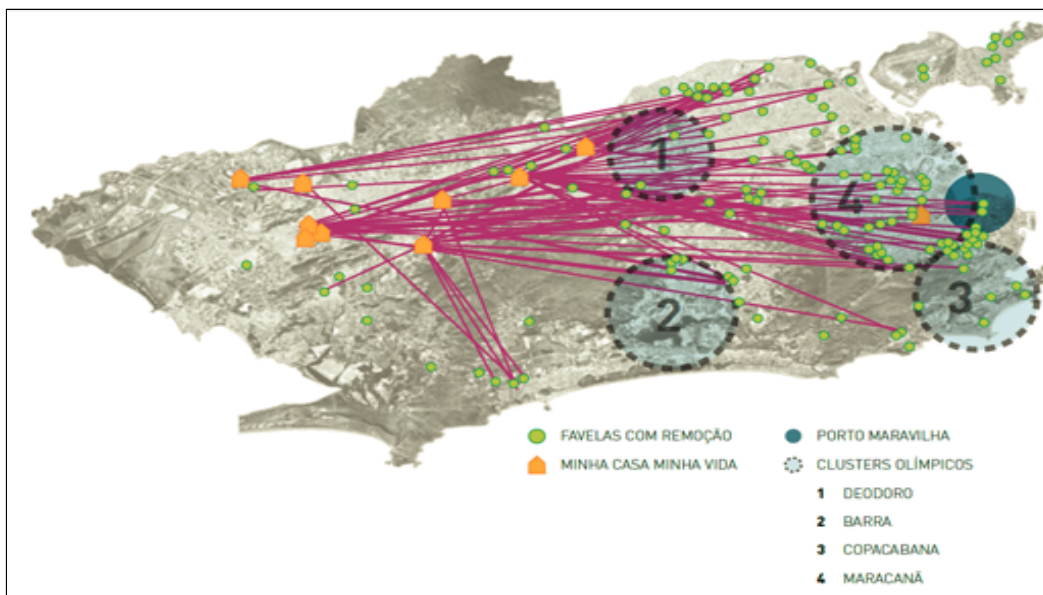 1
4
2
3
FAVELAS COM REMOÇÃO
MINHA CASA MINHA VIDA
PORTO MARAVILHA
CLUSTERS OLÍMPICOS
1 DEODORO
2 BARRA
3 COPACABANA
4 MARACANÃ